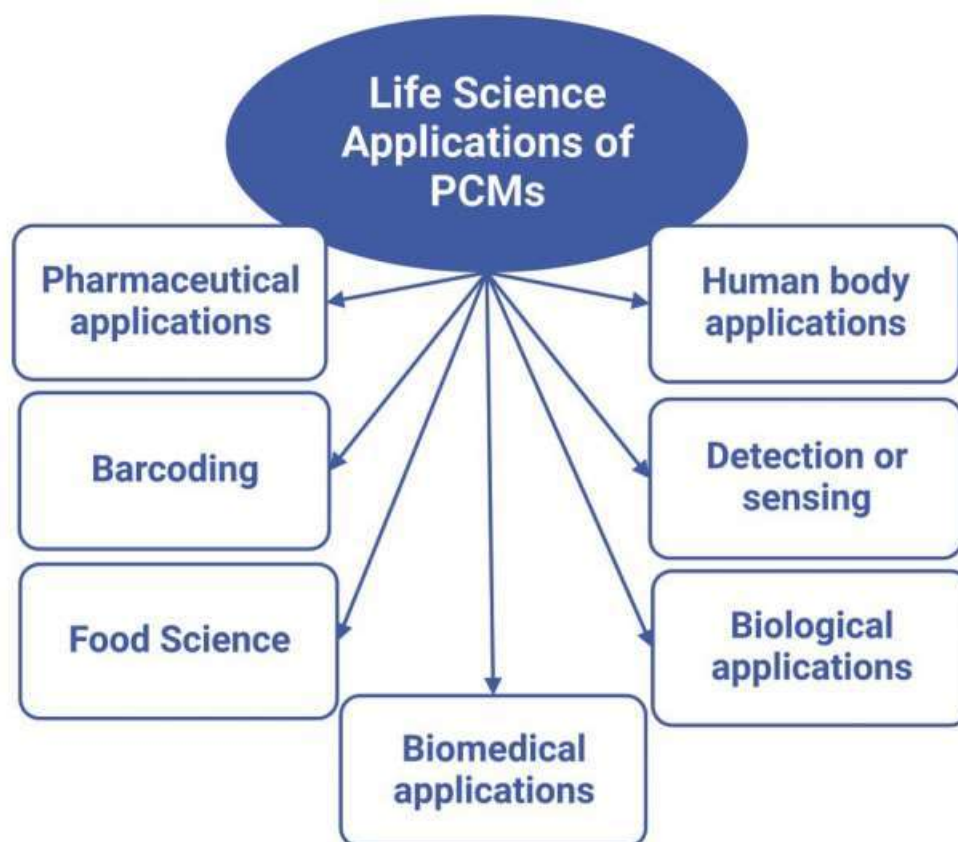 Life Science
Applications of
PCMs
Pharmaceutical
applications
Human body
applications
Barcoding
Detection or
sensing
Food Science
Biological
applications
Biomedical
applications